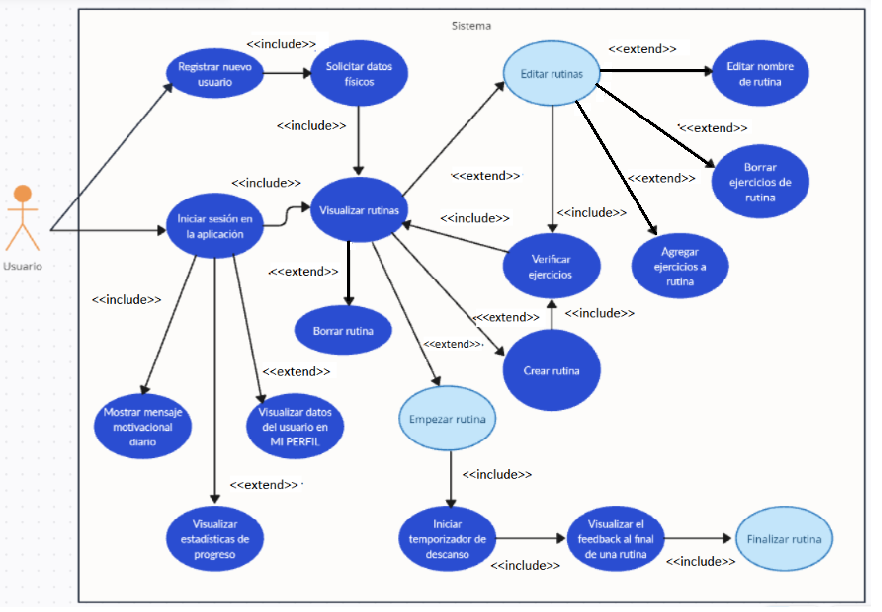 Sistema
<<include>>
<<extend>>
Registrar nuevo
usuario
Solicitar datos
físicos
Editar rutinas
Editar nombre
de rutina
<<include>>
<<extend>>
<<include>>
<<extend>>
<<extend>>
Borrar
ejercicios de
rutina
Iniciar sesión en
la aplicación
Visualizar rutinas
<<include>>
<<include>>
Usuario
<<extend>>
Verificar
ejercicios
Agregar
ejercicios a
rutina
<<include>>
Borrar rutina
<<extend>>
<<include>>
<<extend>>
<<extend>>
Crear rutina
Mostrar mensaje
motivacional
diario
Visualizar datos
del usuario en
MI PERFIL
Empezar rutina
<<extend>>
<<include>>
Visualizar
estadísticas de
progreso
Iniciar
temporizador de
descanso
Visualizar el
feedback al final
de una rutina
Finalizar rutina
<<include>>
<<include>>